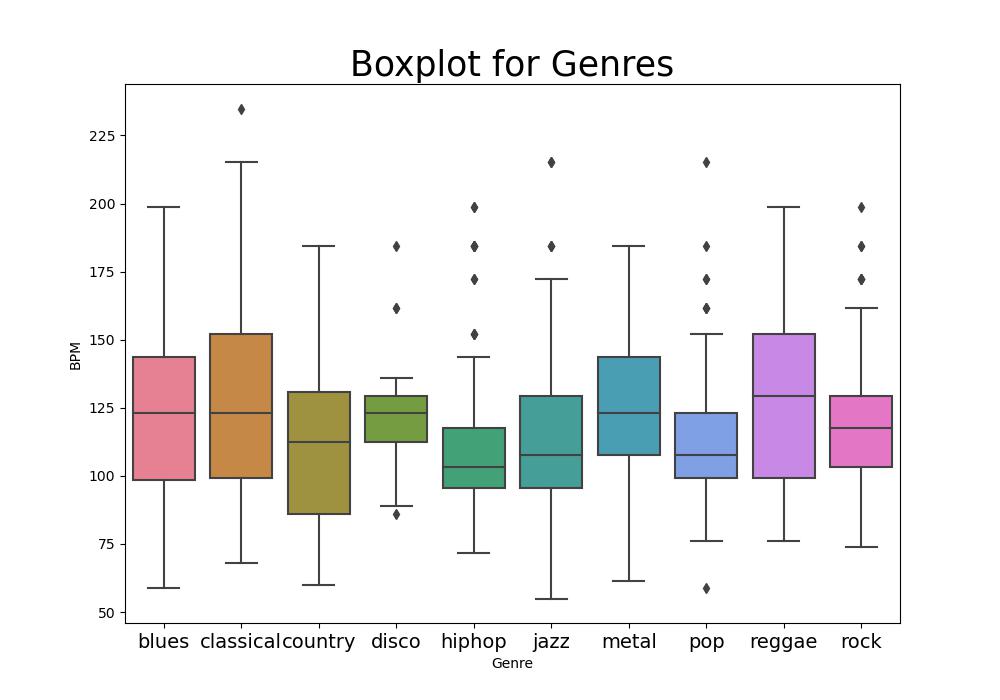 Boxplot for Genres
BPM
225
200
175
150
125
100
75
50
blues classical country disco hiphop jazz metal pop reggae rock
Genre